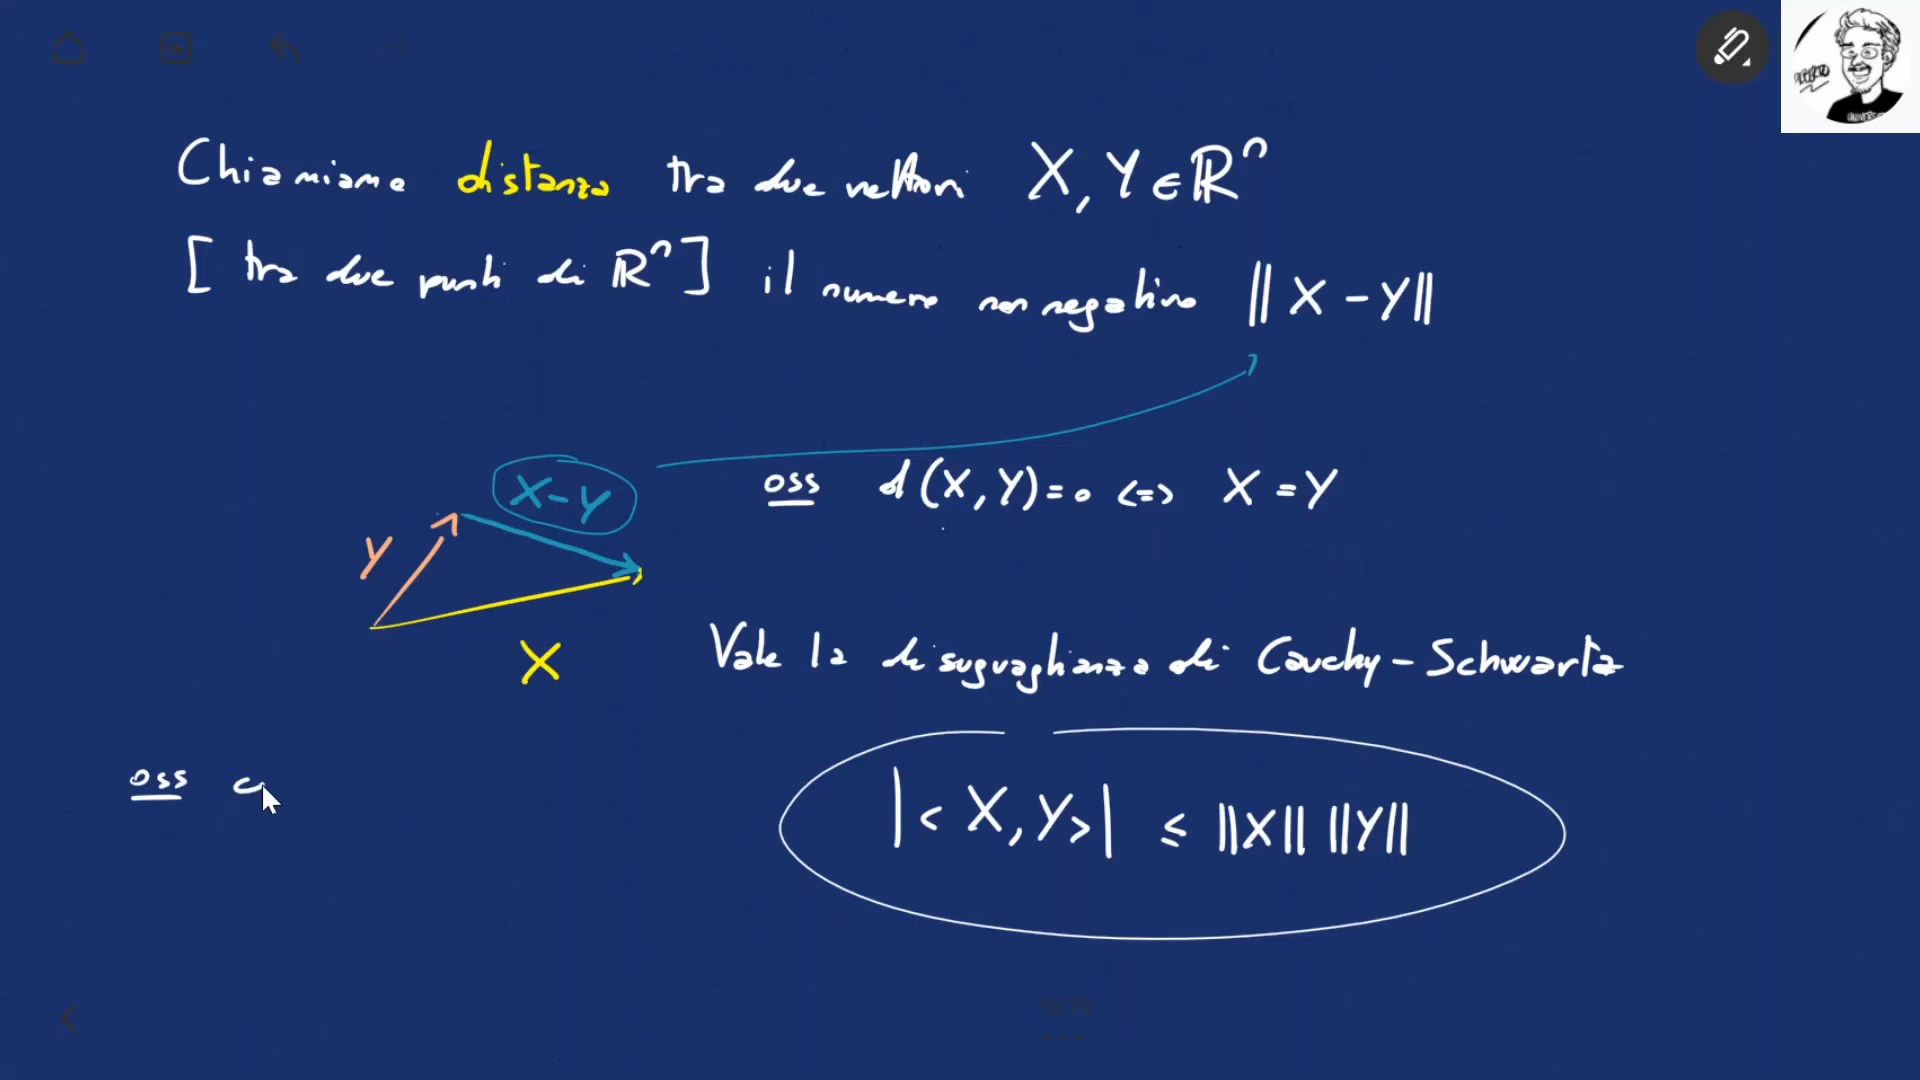 Chiamiamo distanza tra due vettori X, Y ∈ ℝⁿ
[ tra due punti di ℝⁿ ] il numero non negativo || X - Y ||
X-Y
oss d(X,Y)=0 <=> X = Y
Y
X
Vale la disuguaglianza di Cauchy - Schwartz
oss
|< X, Y >| ≤ ||X|| ||Y||